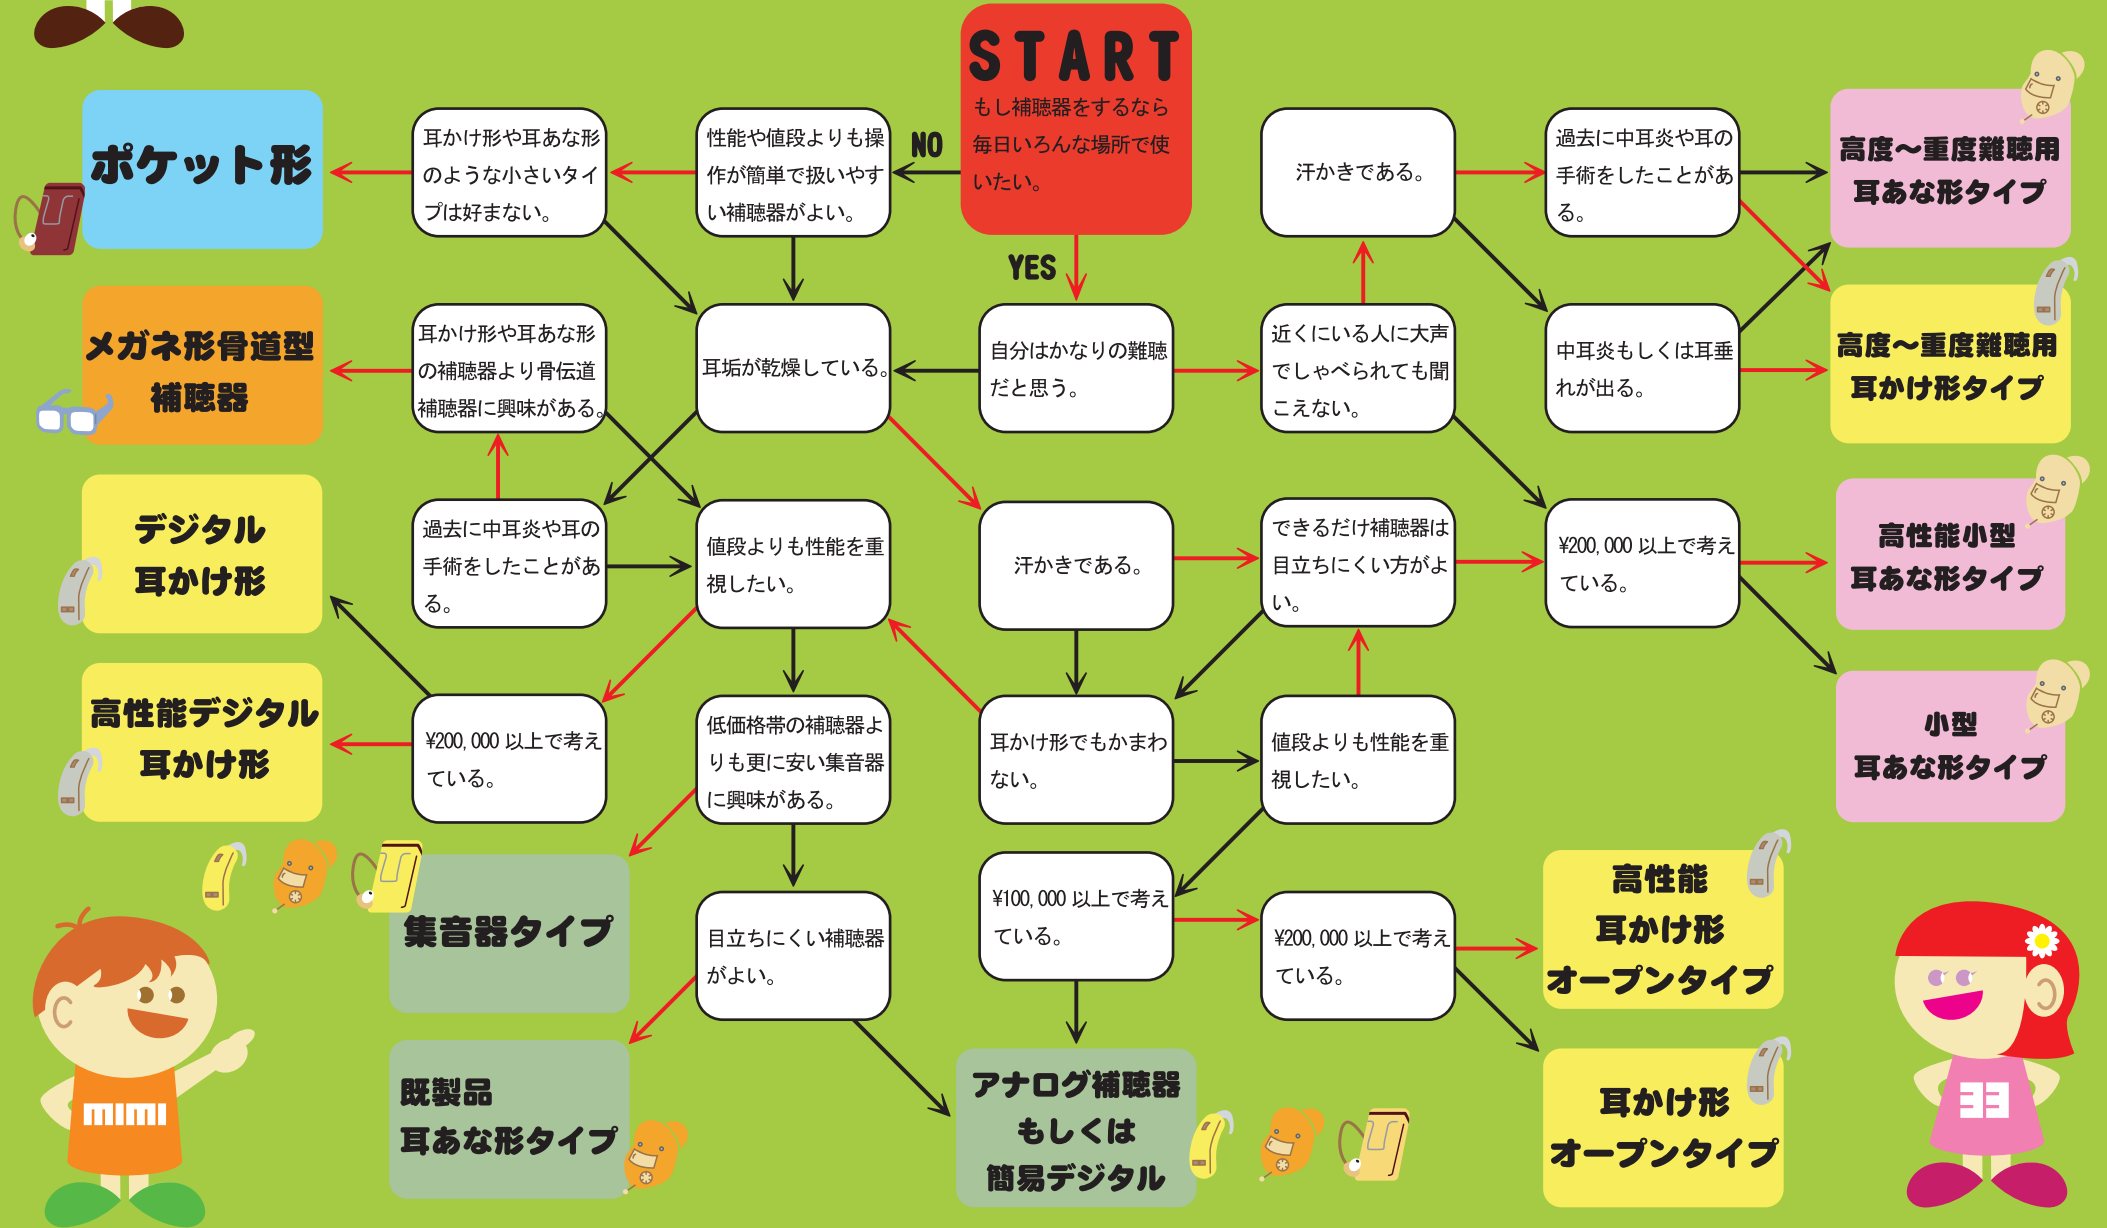 START
もし補聴器をするなら
毎日いろんな場所で使
いたい。
NO
YES
ポケット形
耳かけ形や耳あな形
のような小さいタイ
プは好まない。
性能や値段よりも操
作が簡単で扱いやす
い補聴器がよい。
汗かきである。
過去に中耳炎や耳の
手術をしたことがあ
る。
高度〜重度難聴用
耳あな形タイプ
メガネ形骨道型
補聴器
耳かけ形や耳あな形
の補聴器より骨伝道
補聴器に興味がある。
耳垢が乾燥している。
自分はかなりの難聴
だと思う。
近くにいる人に大声
でしゃべられても聞
こえない。
中耳炎もしくは耳垂
れが出る。
高度〜重度難聴用
耳かけ形タイプ
デジタル
耳かけ形
過去に中耳炎や耳の
手術をしたことがあ
る。
値段よりも性能を重
視したい。
汗かきである。
できるだけ補聴器は
目立ちにくい方がよ
い。
¥200,000 以上で考え
ている。
高性能小型
耳あな形タイプ
高性能デジタル
耳かけ形
¥200,000 以上で考え
ている。
低価格帯の補聴器よ
りも更に安い集音器
に興味がある。
耳かけ形でもかまわ
ない。
値段よりも性能を重
視したい。
小型
耳あな形タイプ
集音器タイプ
目立ちにくい補聴器
がよい。
¥100,000 以上で考え
ている。
¥200,000 以上で考え
ている。
高性能
耳かけ形
オープンタイプ
既製品
耳あな形タイプ
アナログ補聴器
もしくは
簡易デジタル
耳かけ形
オープンタイプ
mimi
33